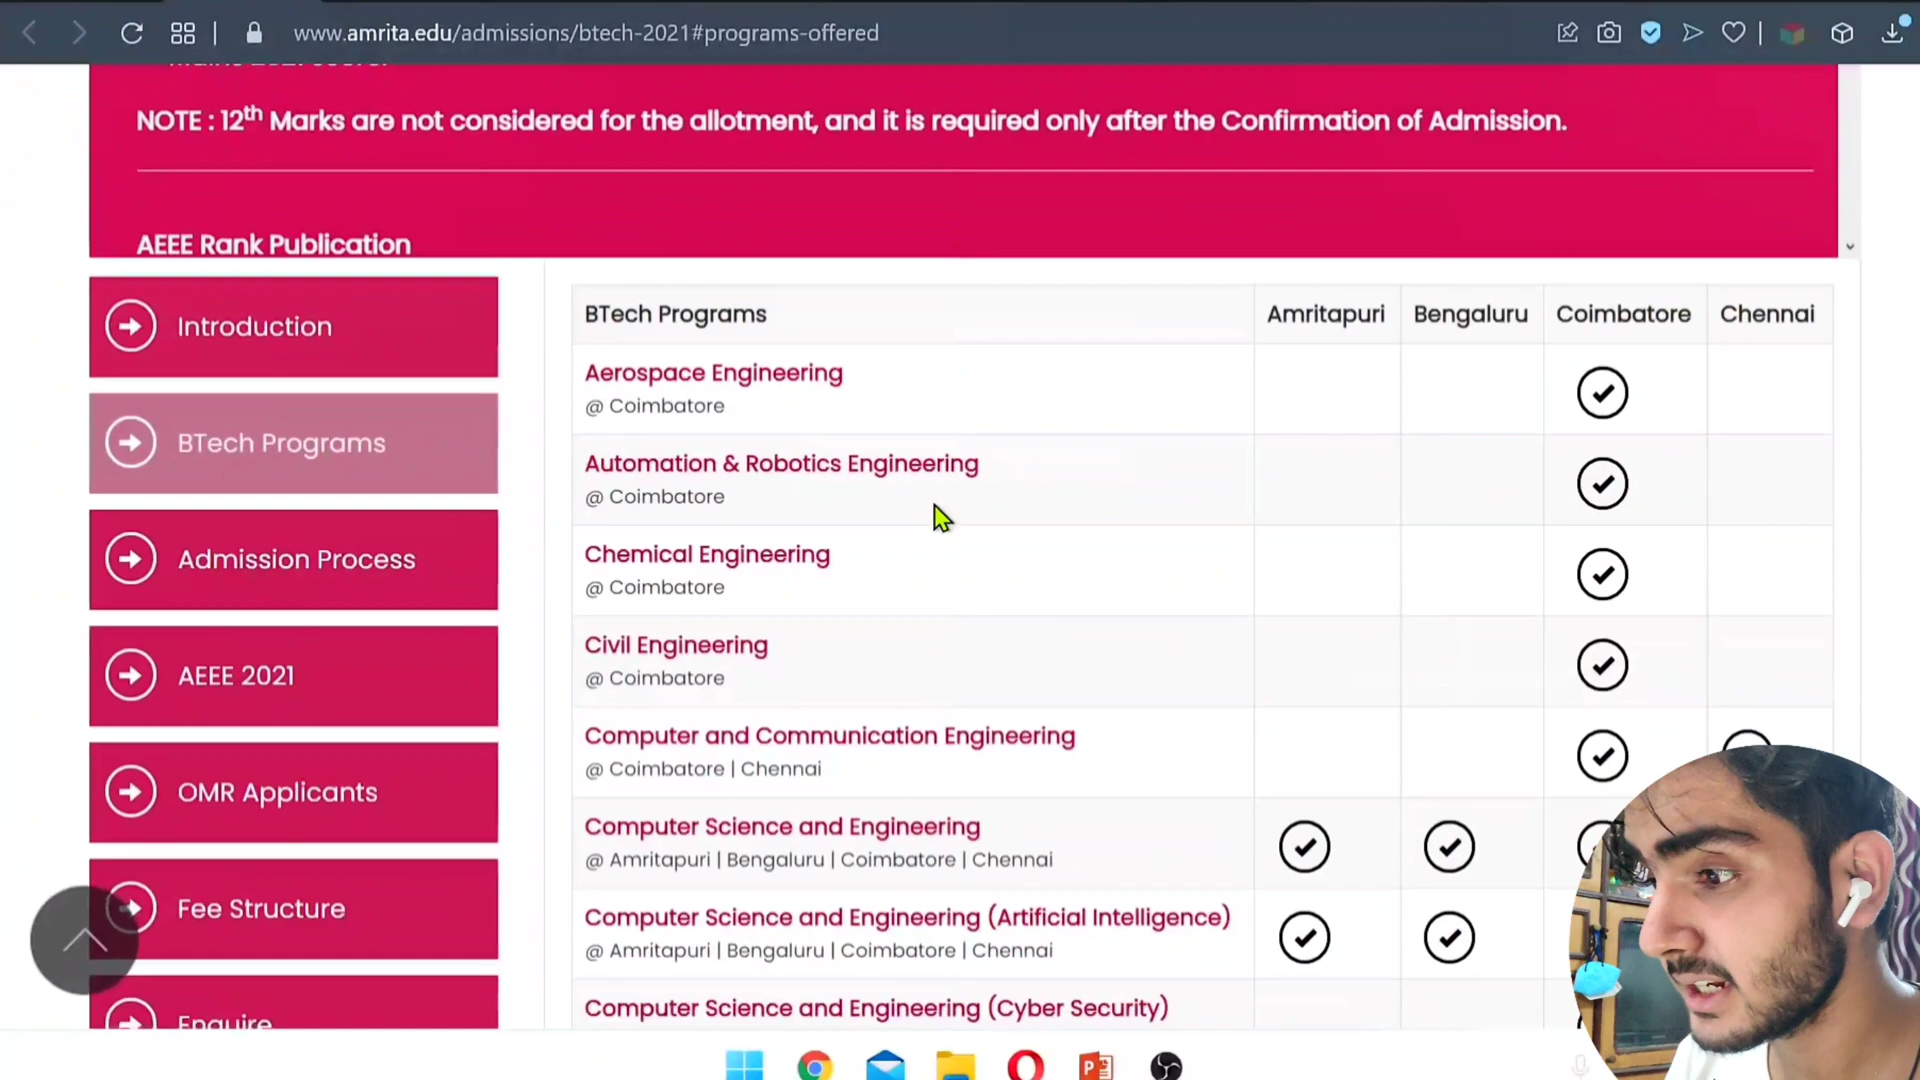 www.amrita.edu/admissions/btech-2021#programs-offered
NOTE : 12th Marks are not considered for the allotment, and it is required only after the Confirmation of Admission.
AEEE Rank Publication
Introduction
BTech Programs
Admission Process
AEEE 2021
OMR Applicants
Fee Structure
Enquire
BTech Programs Amritapuri Bengaluru Coimbatore Chennai
Aerospace Engineering
@ Coimbatore
Automation & Robotics Engineering
@ Coimbatore
Chemical Engineering
@ Coimbatore
Civil Engineering
@ Coimbatore
Computer and Communication Engineering
@ Coimbatore | Chennai
Computer Science and Engineering
@ Amritapuri | Bengaluru | Coimbatore | Chennai
Computer Science and Engineering (Artificial Intelligence)
@ Amritapuri | Bengaluru | Coimbatore | Chennai
Computer Science and Engineering (Cyber Security)